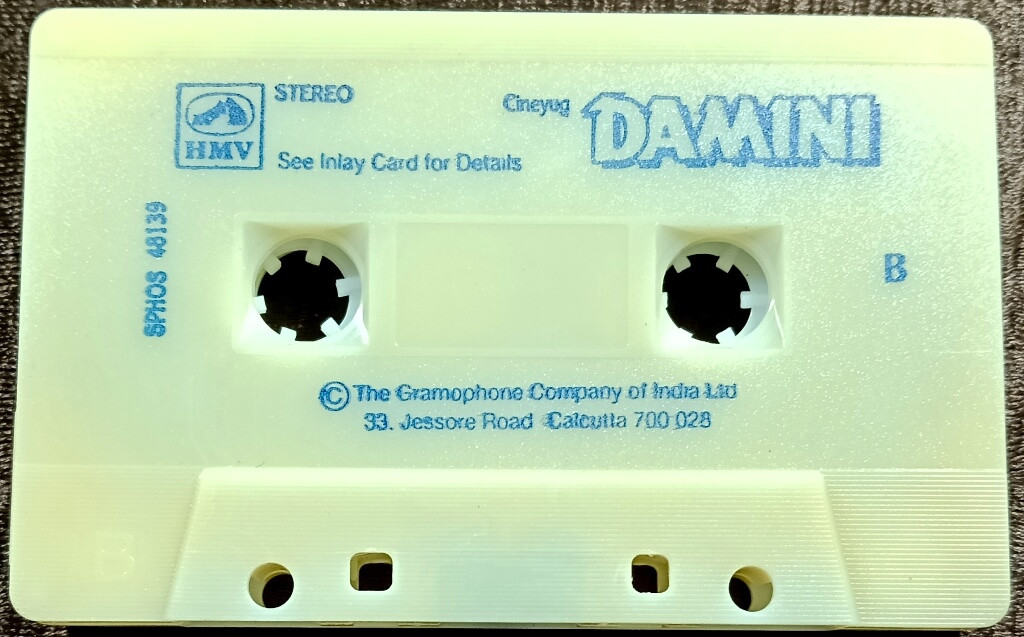 HMV
STEREO
See Inlay Card for Details
Cineyug
DAMINI
SPHOS 48139
B
© The Gramophone Company of India Ltd
33. Jessore Road Calcutta 700 028
B